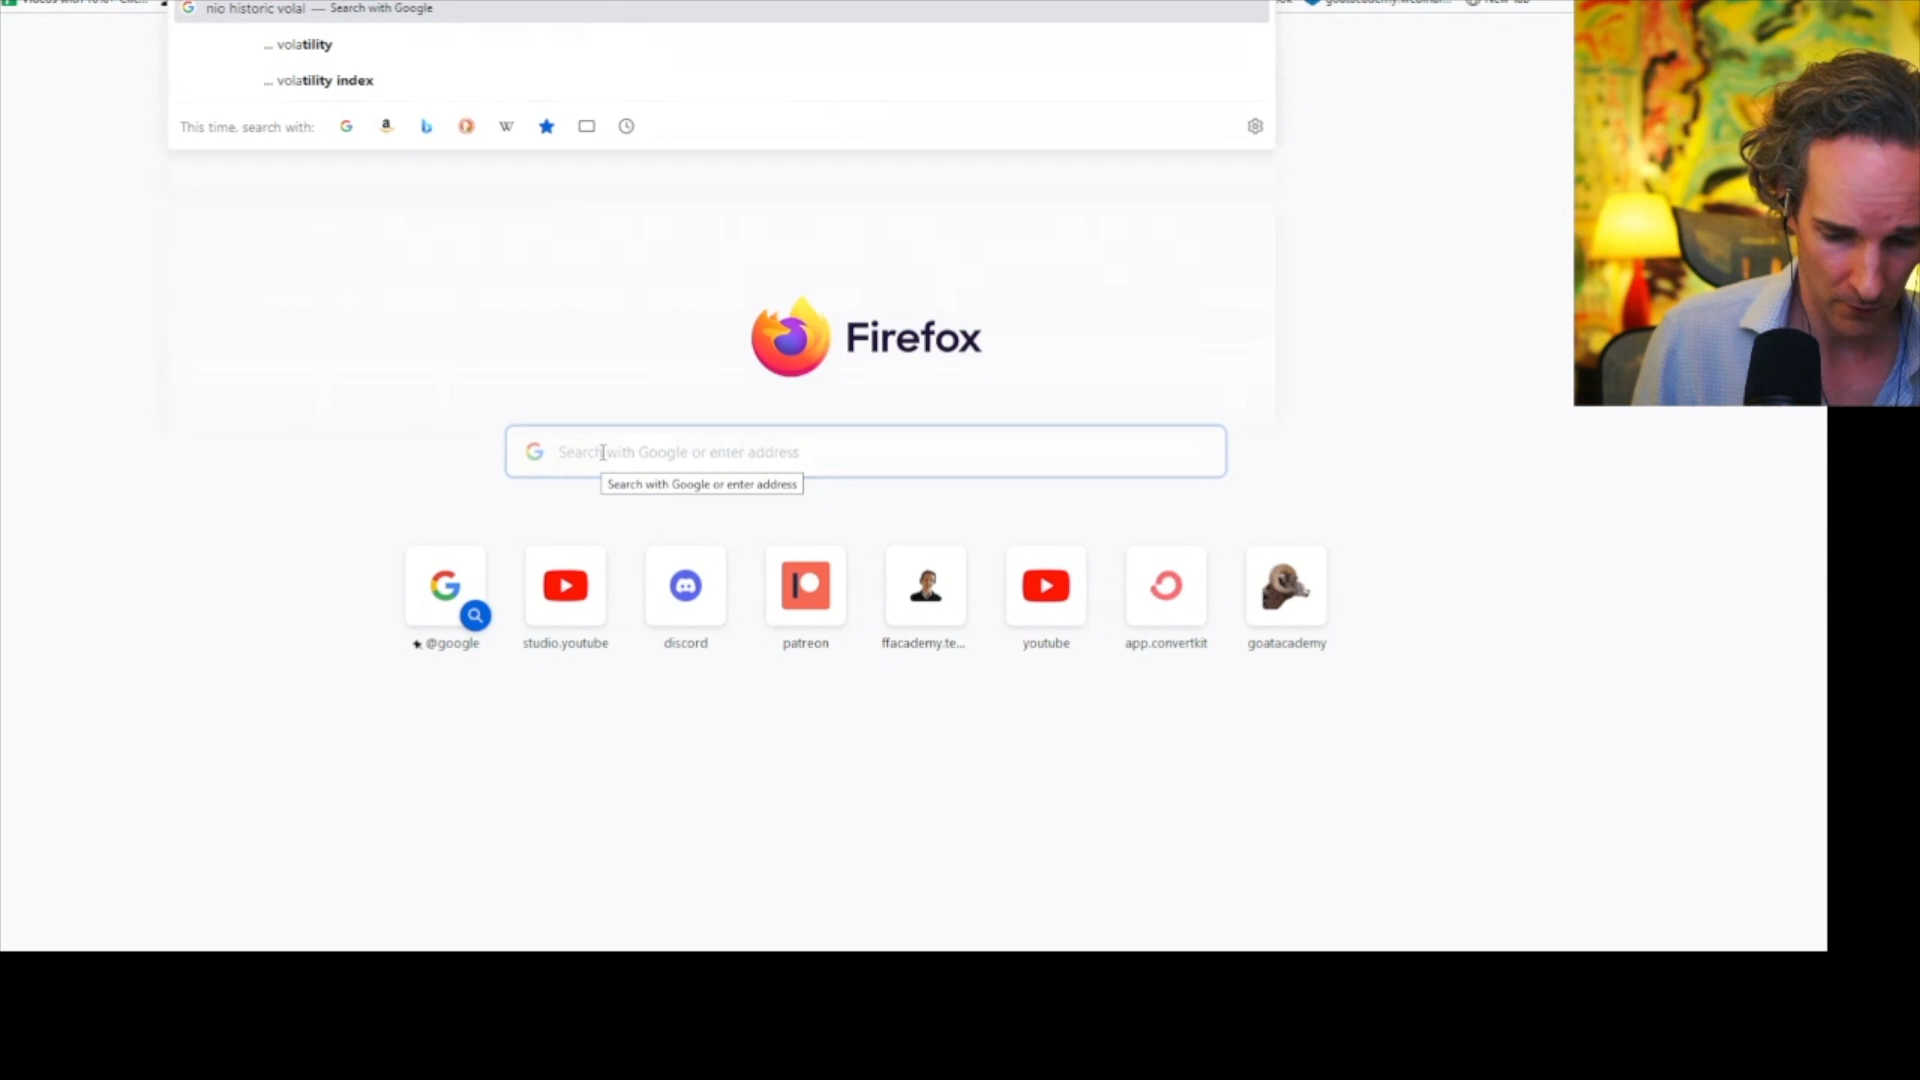 nio historic volal — Search with Google
... volatility
... volatility index
This time, search with:
Firefox
Search with Google or enter address
Search with Google or enter address
@google
studio.youtube
discord
patreon
ffacademy.te...
youtube
app.convertkit
goatacademy